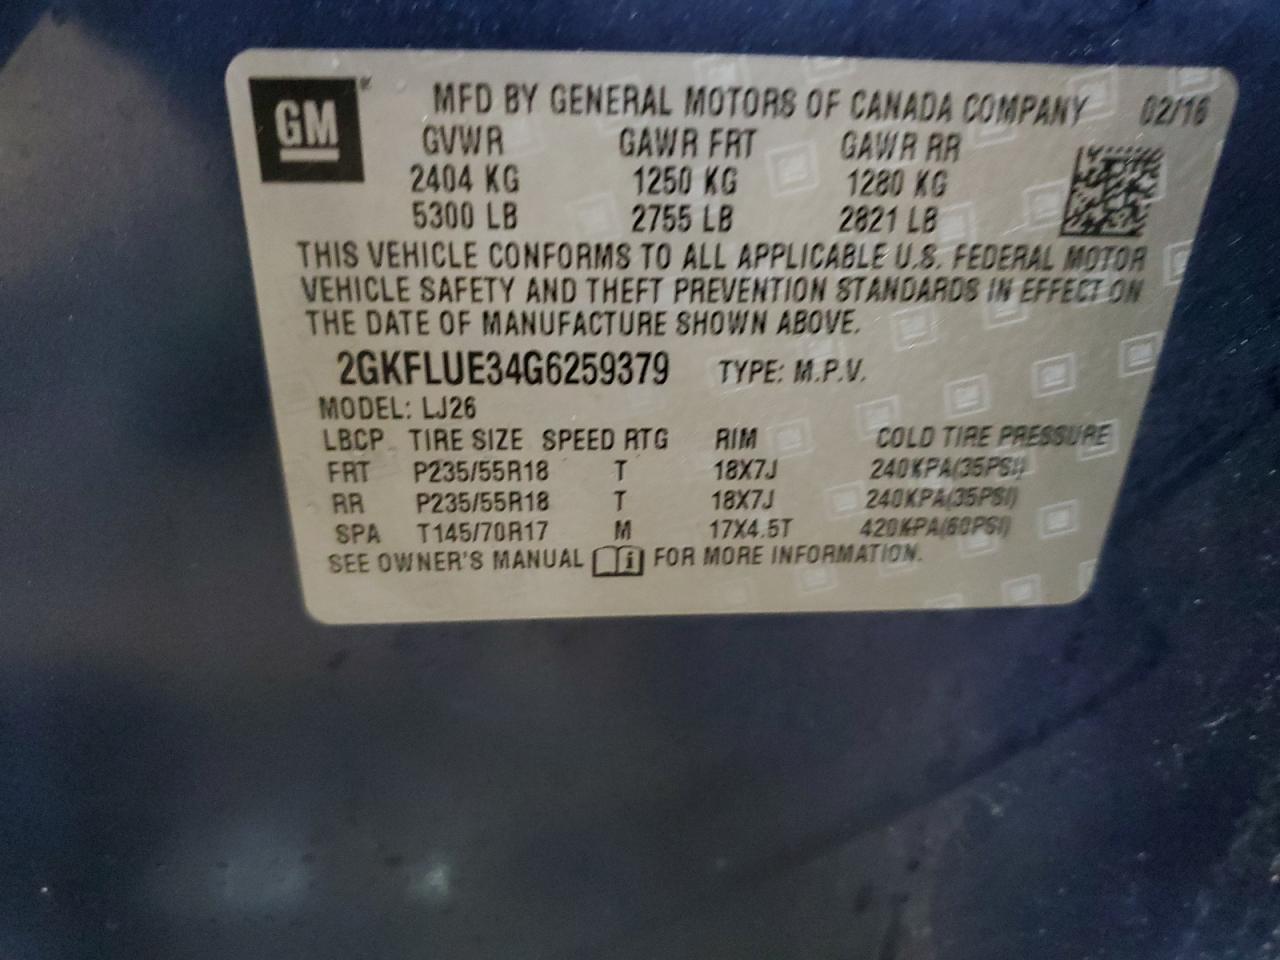 GM® MFD BY GENERAL MOTORS OF CANADA COMPANY 02/16
GVWR GAWR FRT GAWR RR
2404 KG 1250 KG 1280 KG
5300 LB 2755 LB 2821 LB
THIS VEHICLE CONFORMS TO ALL APPLICABLE U.S. FEDERAL MOTOR
VEHICLE SAFETY AND THEFT PREVENTION STANDARDS IN EFFECT ON
THE DATE OF MANUFACTURE SHOWN ABOVE.
2GKFLUE34G6259379 TYPE: M.P.V.
MODEL: LJ26
LBCP TIRE SIZE SPEED RTG RIM COLD TIRE PRESSURE
FRT P235/55R18 T 18X7J 240KPA(35PSI)
RR P235/55R18 T 18X7J 240KPA(35PSI)
SPA T145/70R17 M 17X4.5T 420KPA(60PSI)
SEE OWNER'S MANUAL i FOR MORE INFORMATION.